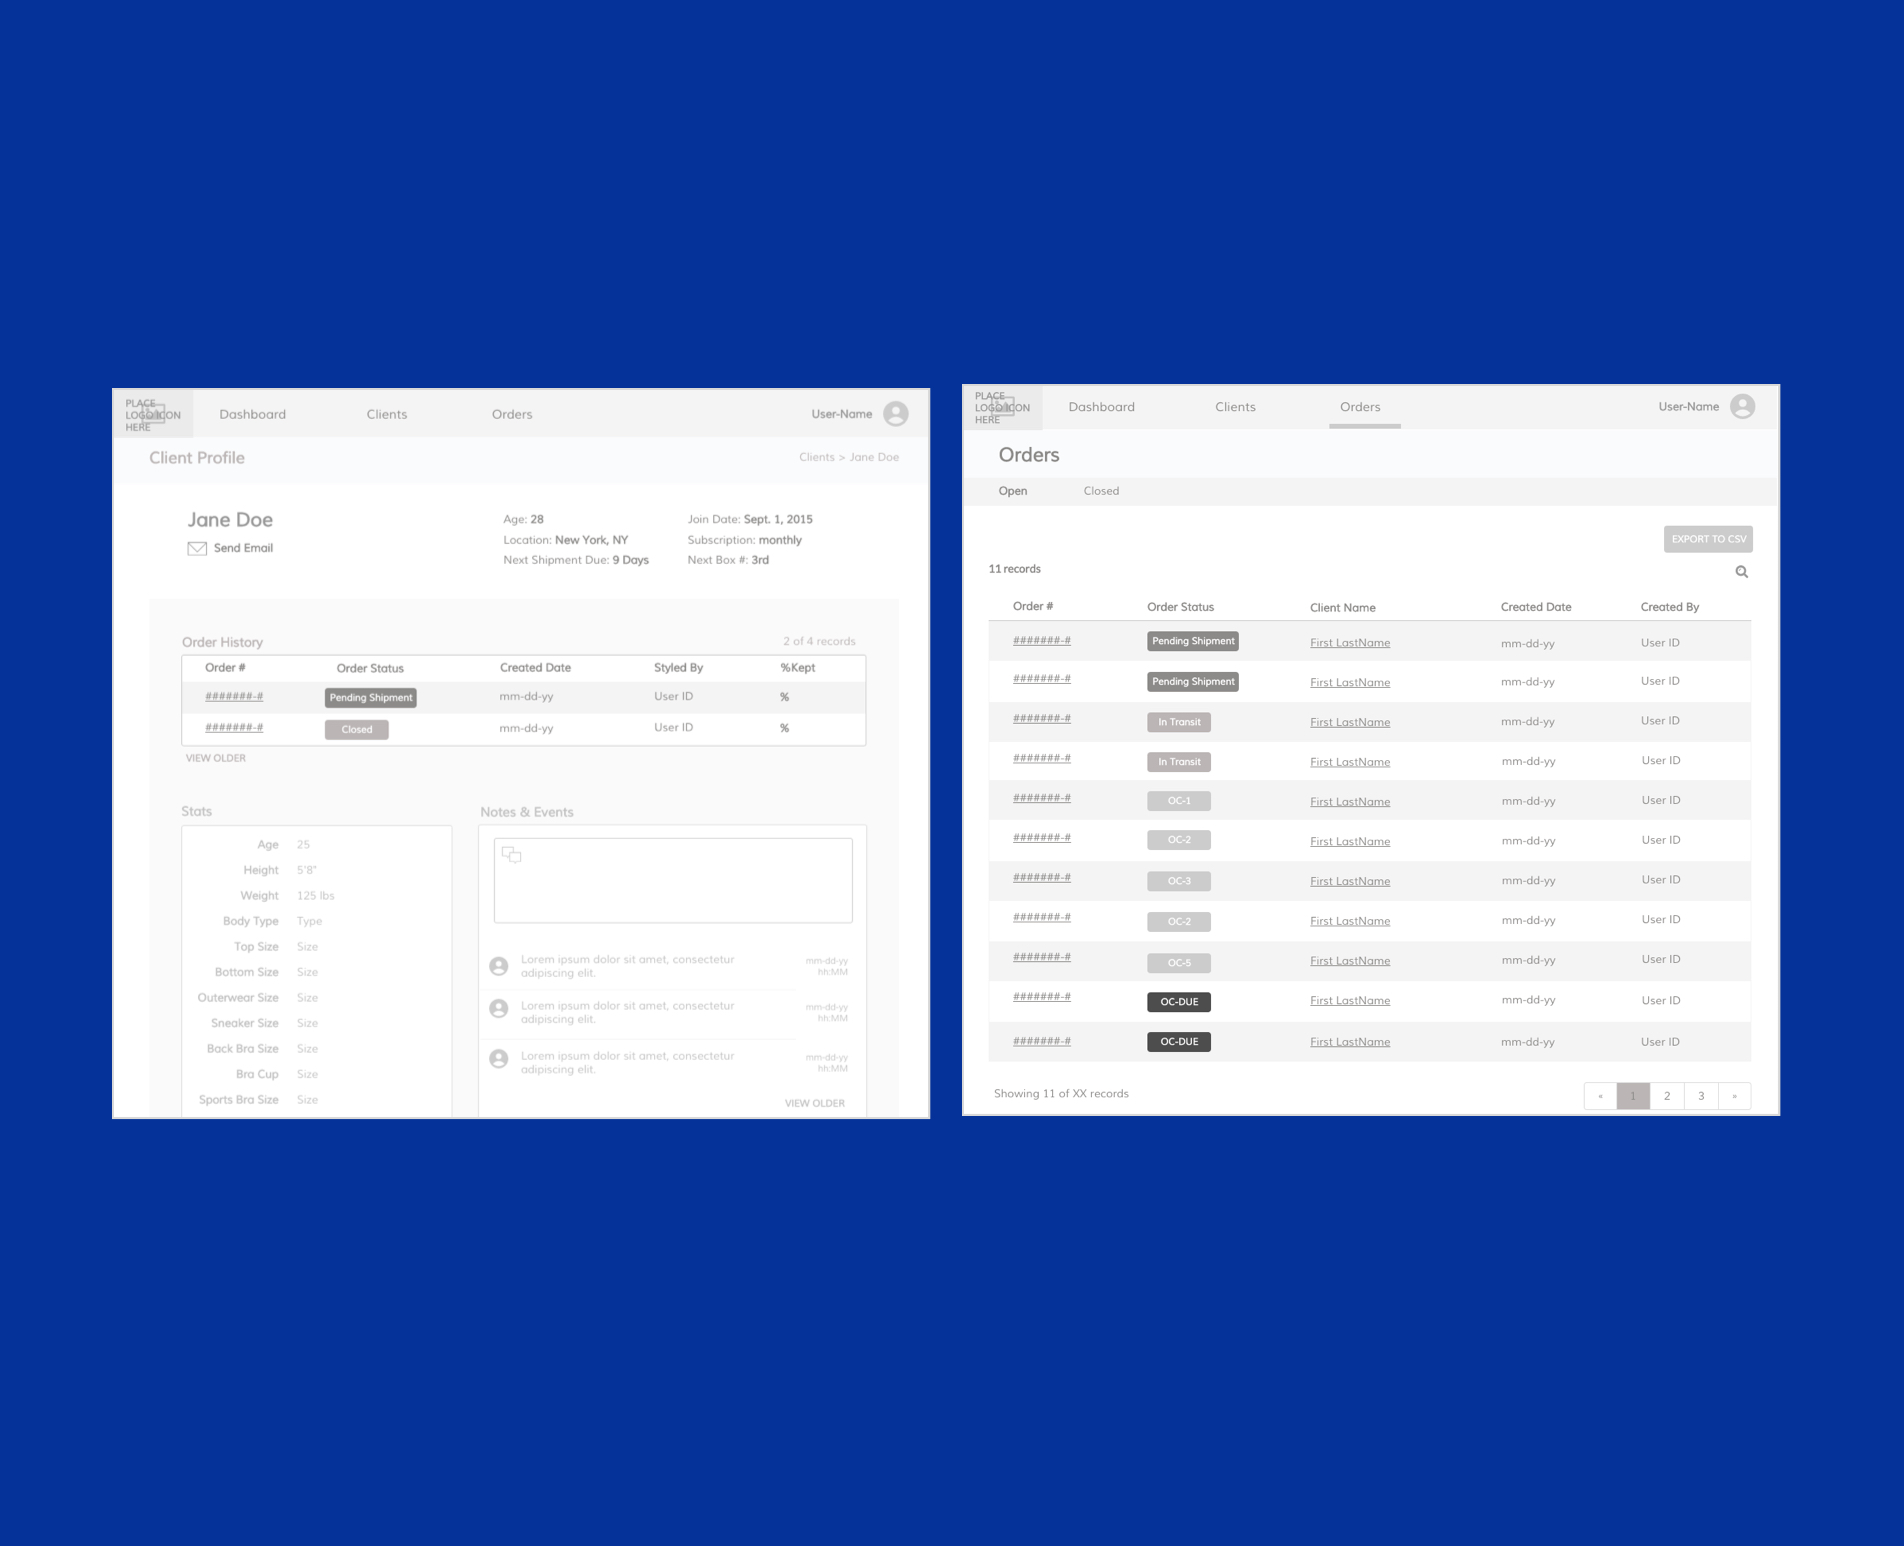 PLACE
LOGO/ICON
HERE
Dashboard Clients Orders User-Name
Client Profile Clients > Jane Doe
Jane Doe
Send Email
Age: 28 Join Date: Sept. 1, 2015
Location: New York, NY Subscription: monthly
Next Shipment Due: 9 Days Next Box #: 3rd
Order History 2 of 4 records
Order # Order Status Created Date Styled By %Kept
#######-# Pending Shipment mm-dd-yy User ID %
#######-# Closed mm-dd-yy User ID %
VIEW OLDER
Stats
Age 25
Height 5'8"
Weight 125 lbs
Body Type Type
Top Size Size
Bottom Size Size
Outerwear Size Size
Sneaker Size Size
Back Bra Size Size
Bra Cup Size
Sports Bra Size Size
Notes & Events
Lorem ipsum dolor sit amet, consectetur mm-dd-yy
adipiscing elit. hh:MM
Lorem ipsum dolor sit amet, consectetur mm-dd-yy
adipiscing elit. hh:MM
Lorem ipsum dolor sit amet, consectetur mm-dd-yy
adipiscing elit. hh:MM
VIEW OLDER
PLACE
LOGO/ICON
HERE
Dashboard Clients Orders User-Name
Orders
Open Closed
EXPORT TO CSV
11 records
Order # Order Status Client Name Created Date Created By
#######-# Pending Shipment First LastName mm-dd-yy User ID
#######-# Pending Shipment First LastName mm-dd-yy User ID
#######-# In Transit First LastName mm-dd-yy User ID
#######-# In Transit First LastName mm-dd-yy User ID
#######-# OC-1 First LastName mm-dd-yy User ID
#######-# OC-2 First LastName mm-dd-yy User ID
#######-# OC-3 First LastName mm-dd-yy User ID
#######-# OC-2 First LastName mm-dd-yy User ID
#######-# OC-5 First LastName mm-dd-yy User ID
#######-# OC-DUE First LastName mm-dd-yy User ID
#######-# OC-DUE First LastName mm-dd-yy User ID
Showing 11 of XX records « 1 2 3 »